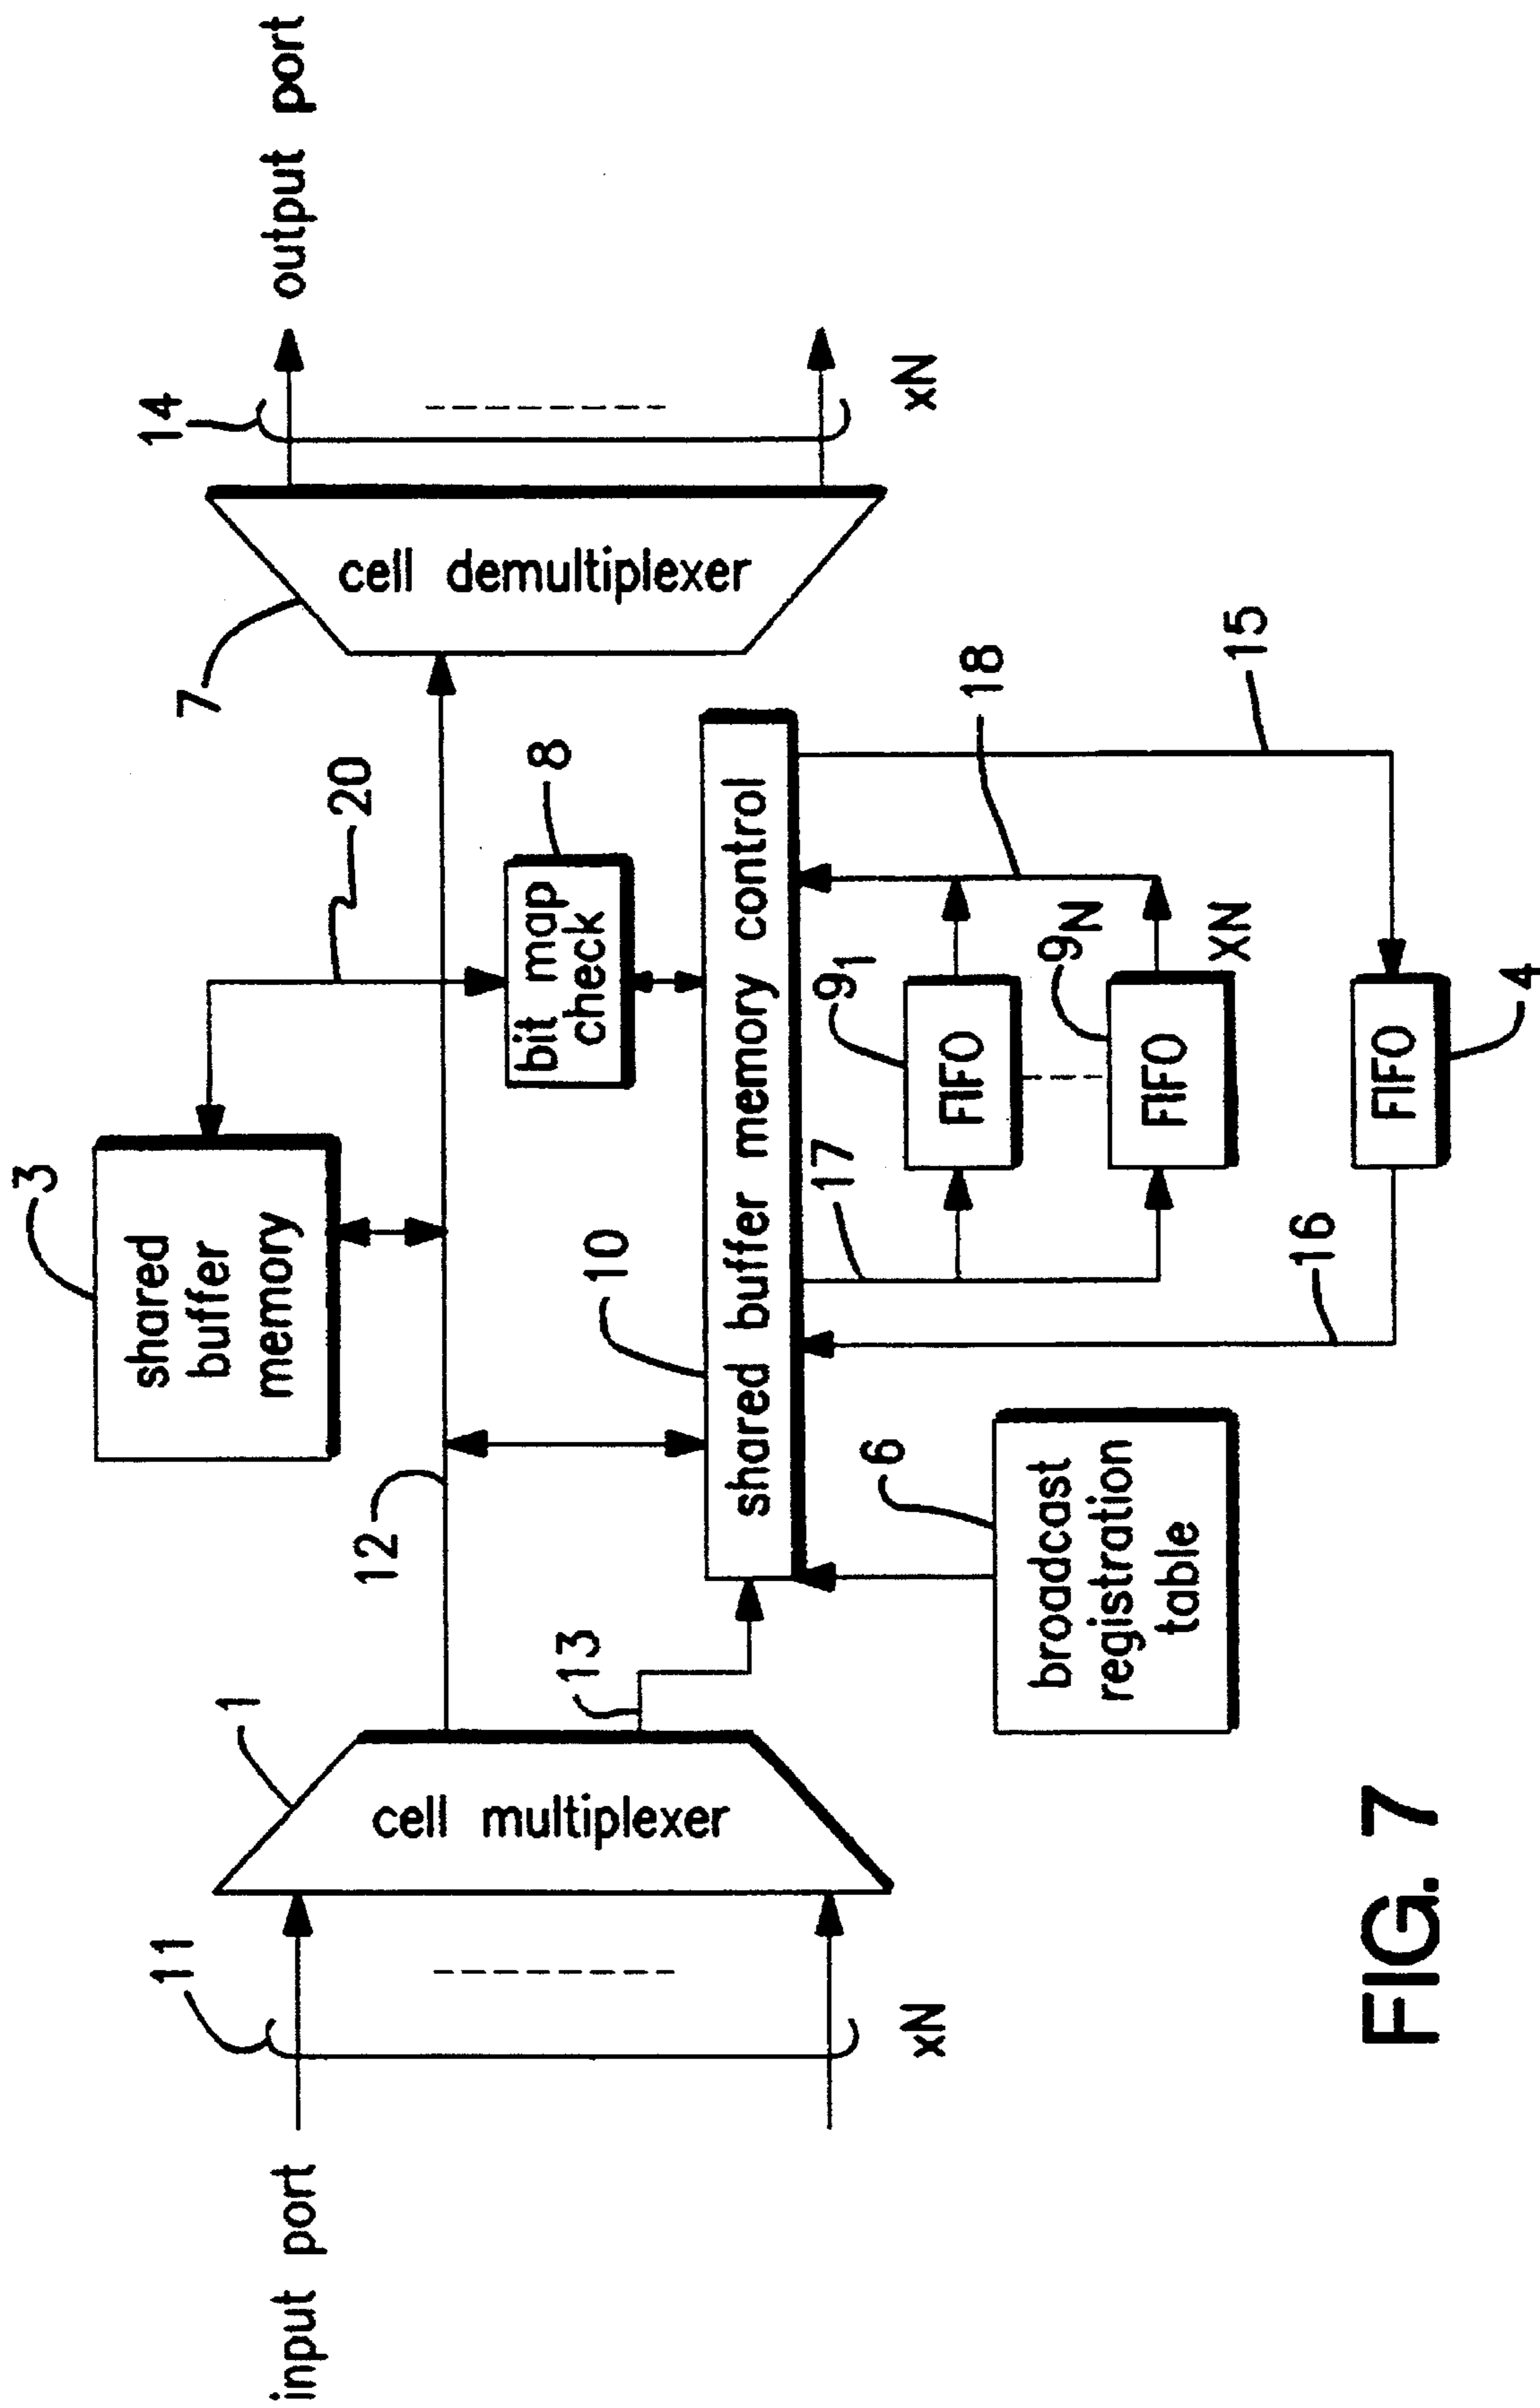 input port
11
xN
cell multiplexer
1
12
13
3
shared
buffer
memory
20
bit map
check
8
10
shared buffer memory control
6
broadcast
registration
table
17
18
FIFO
9₁
FIFO
9N
XN
16
15
FIFO
4
cell demultiplexer
7
14
output port
xN
FIG. 7